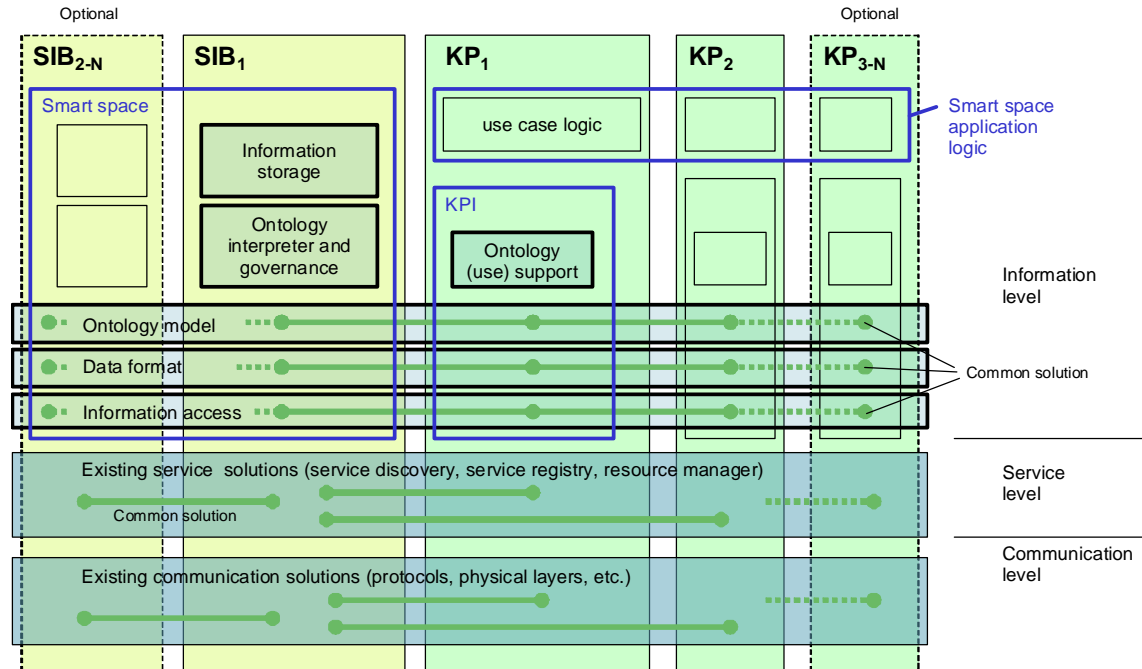 Optional
Optional
SIB2-N
SIB1
KP1
KP2
KP3-N
Smart space
use case logic
Smart space
application
logic
Information
storage
KPI
Ontology
interpreter and
governance
Ontology
(use) support
Information
level
Ontology model
Data format
Common solution
Information access
Existing service solutions (service discovery, service registry, resource manager)
Service
level
Common solution
Communication
level
Existing communication solutions (protocols, physical layers, etc.)